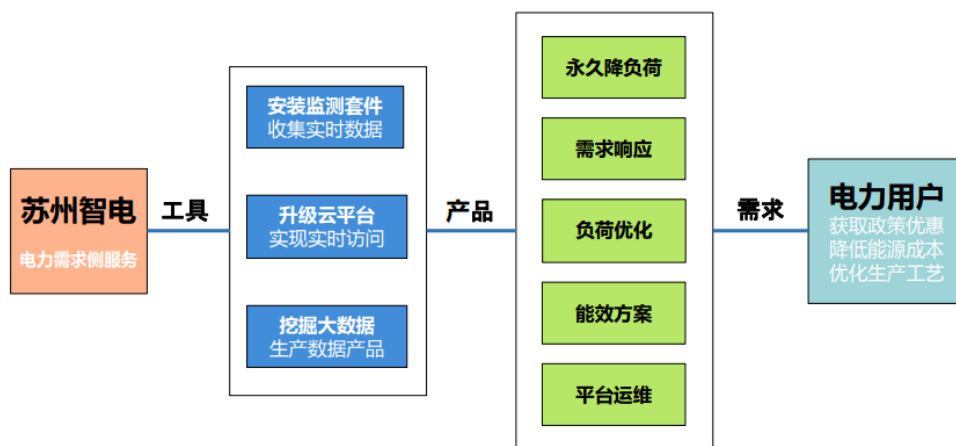 苏州智电
电力需求侧服务
工具
安装监测套件
收集实时数据
升级云平台
实现实时访问
挖掘大数据
生产数据产品
产品
永久降负荷
需求响应
负荷优化
能效方案
平台运维
需求
电力用户
获取政策优惠
降低能源成本
优化生产工艺